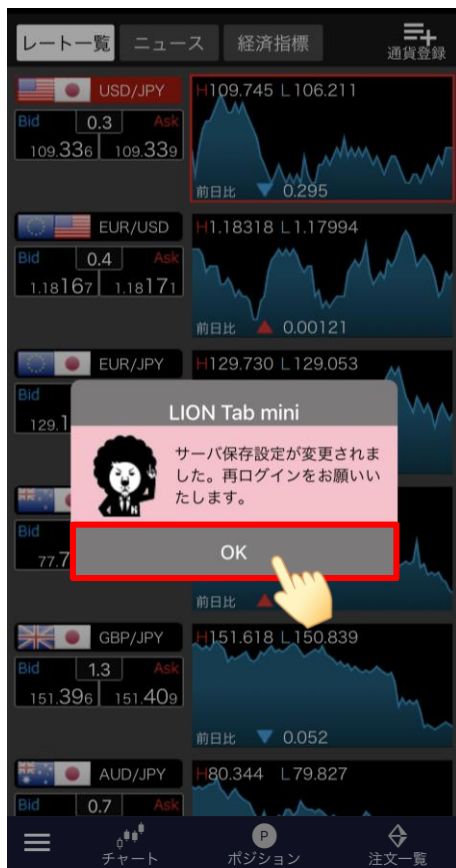 レート一覧 ニュース 経済指標 通貨登録
USD/JPY H109.745 L106.211
Bid 0.3 Ask
109.336 109.339
前日比 ▼ 0.295
EUR/USD H1.18318 L1.17994
Bid 0.4 Ask
1.18167 1.18171
前日比 ▲ 0.00121
EUR/JPY H129.730 L129.053
Bid
129.1
LION Tab mini
サーバ保存設定が変更されま
した。再ログインをお願いい
たします。
Bid
OK
77.7
前日比 ▲
GBP/JPY H151.618 L150.839
Bid 1.3 Ask
151.396 151.409
前日比 ▼ 0.052
AUD/JPY H80.344 L79.827
Bid 0.7 Ask
チャート P ポジション 注文一覧